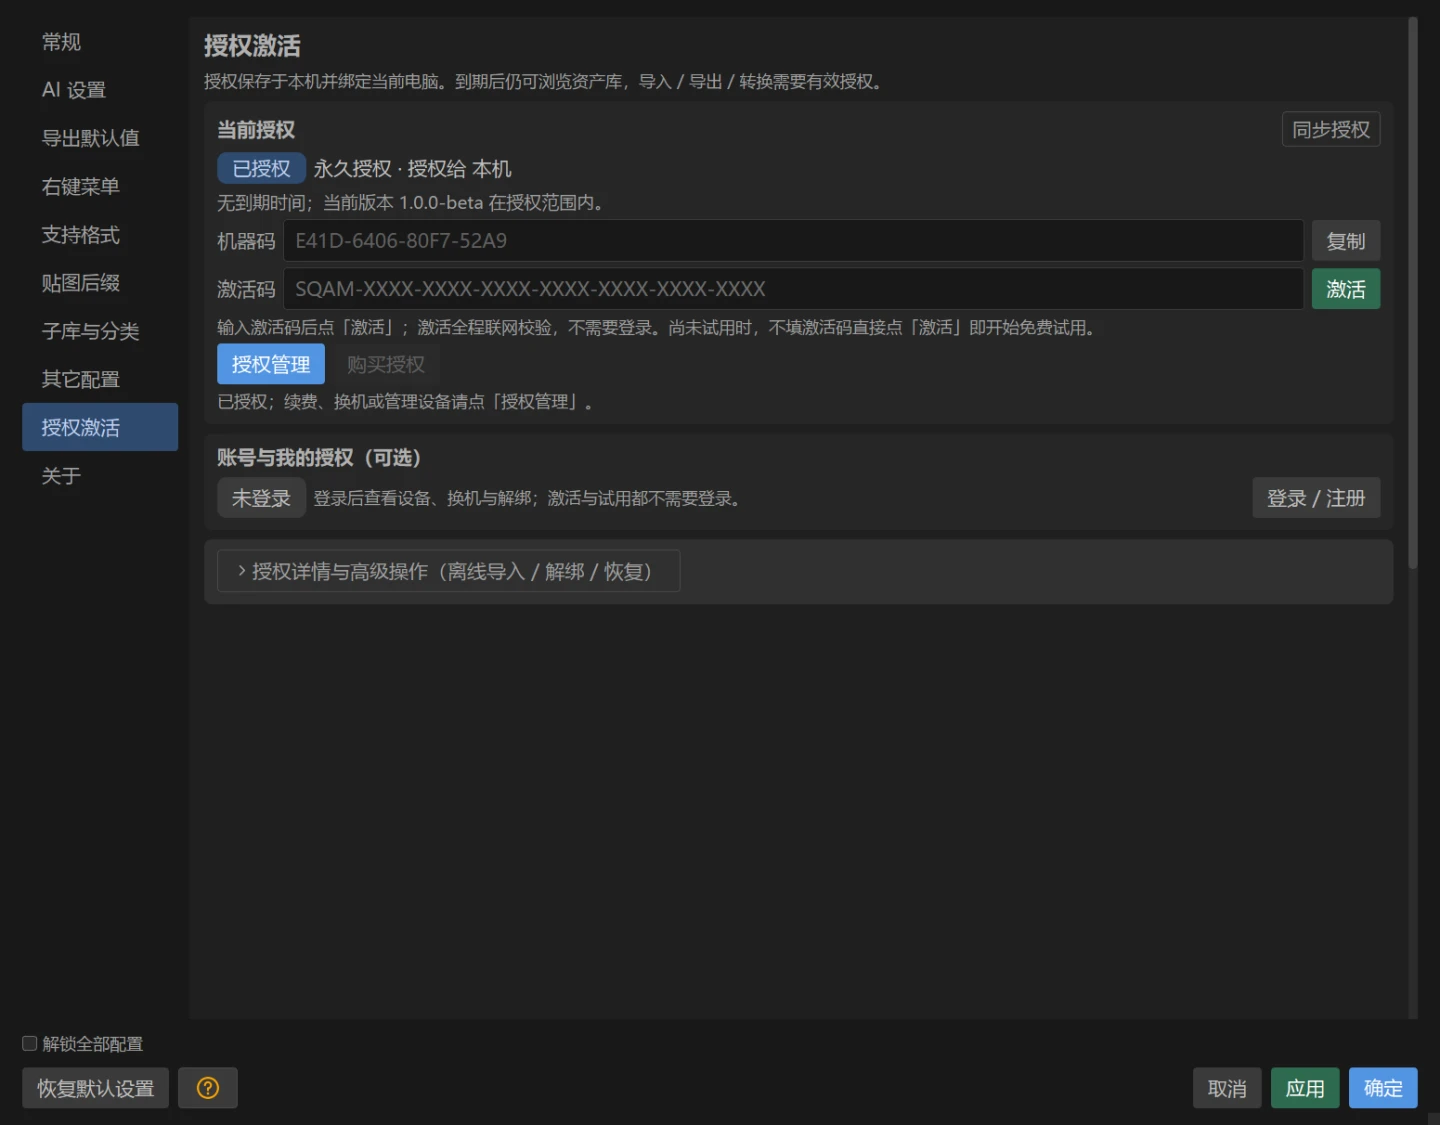 常规
AI 设置
导出默认值
右键菜单
支持格式
贴图后缀
子库与分类
其它配置
授权激活
关于
授权激活
授权保存于本机并绑定当前电脑。到期后仍可浏览资产库，导入 / 导出 / 转换需要有效授权。
当前授权
同步授权
已授权 永久授权 · 授权给 本机
无到期时间；当前版本 1.0.0-beta 在授权范围内。
机器码 E41D-6406-80F7-52A9 复制
激活码 SQAM-XXXX-XXXX-XXXX-XXXX-XXXX-XXXX-XXXX 激活
输入激活码后点「激活」；激活全程联网校验，不需要登录。尚未试用时，不填激活码直接点「激活」即开始免费试用。
授权管理 购买授权
已授权；续费、换机或管理设备请点「授权管理」。
账号与我的授权（可选）
未登录 登录后查看设备、换机与解绑；激活与试用都不需要登录。 登录 / 注册
授权详情与高级操作（离线导入 / 解绑 / 恢复）
解锁全部配置
恢复默认设置 ? 取消 应用 确定